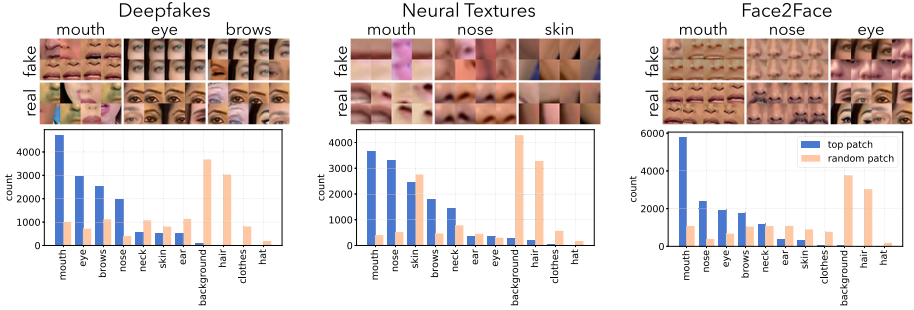 Deepfakes
mouth eye brows
fake
real
4000
3000
2000
1000
0
count
mouth
eye
brows
nose
neck
skin
ear
background
hair
clothes
hat
Neural Textures
mouth nose skin
fake
real
4000
3000
2000
1000
0
count
mouth
nose
skin
brows
neck
ear
eye
background
hair
clothes
hat
Face2Face
mouth nose eye
fake
real
6000
4000
2000
0
count
top patch
random patch
mouth
nose
eye
brows
neck
ear
skin
clothes
background
hair
hat